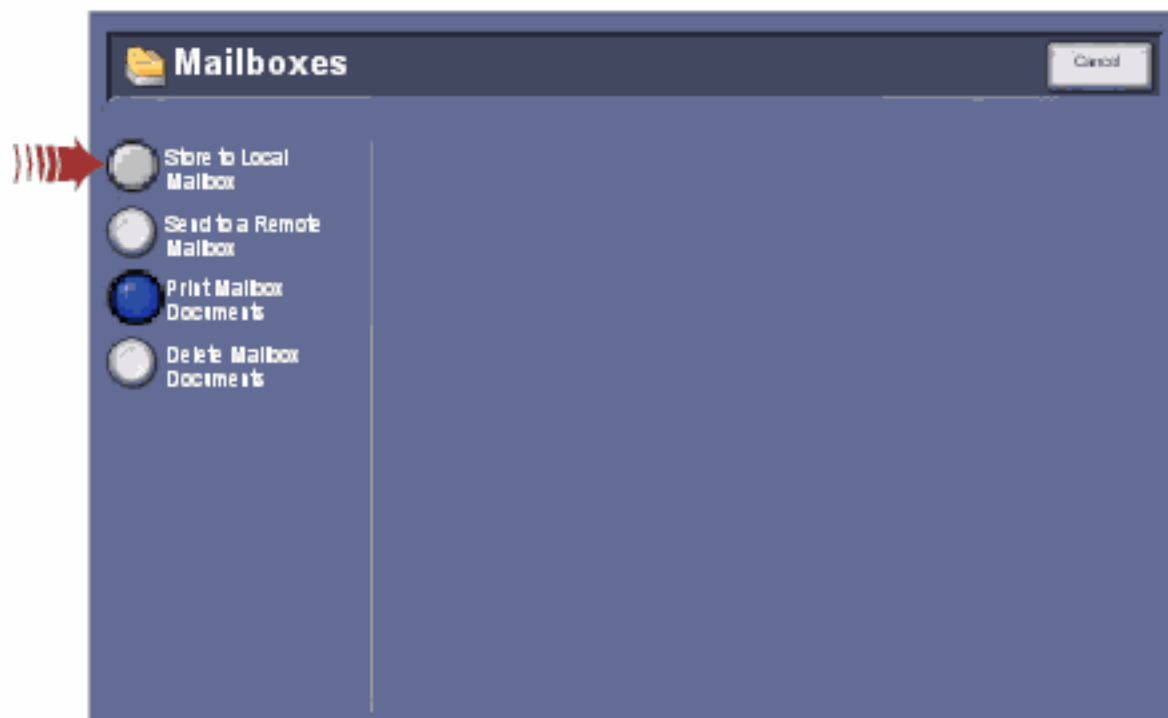 Mailboxes
Cancel
Store to Local
Mailbox
Send to a Remote
Mailbox
Print Mailbox
Documents
Delete Mailbox
Documents